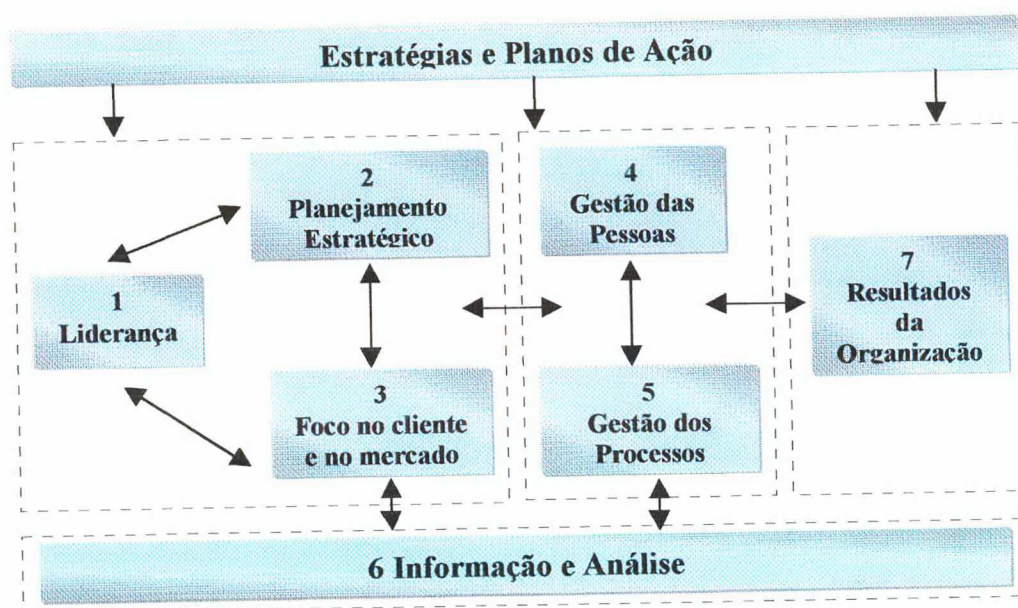 Estratégias e Planos de Ação
2
Planejamento
Estratégico
4
Gestão das
Pessoas
1
Liderança
7
Resultados
da
Organização
3
Foco no cliente
e no mercado
5
Gestão dos
Processos
6 Informação e Análise